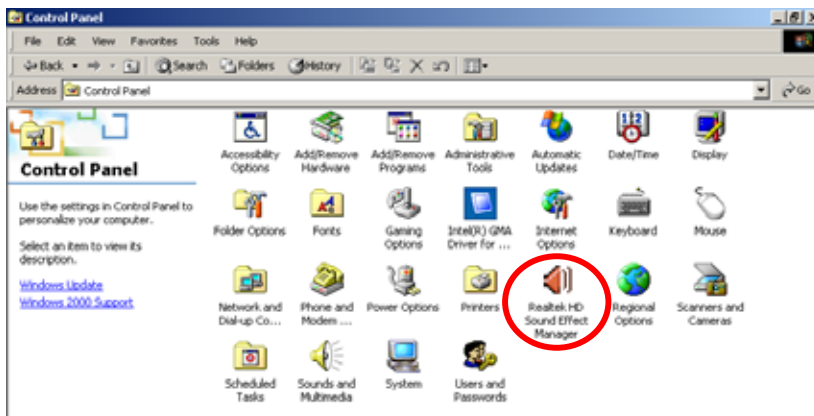 Control Panel
File Edit View Favorites Tools Help
Back Search Folders History
Address Control Panel Go
Control Panel
Use the settings in Control Panel to
personalize your computer.
Select an item to view its
description.
Windows Update
Windows 2000 Support
Accessibility
Options
Add/Remove
Hardware
Add/Remove
Programs
Administrative
Tools
Automatic
Updates
Date/Time
Display
Folder Options
Fonts
Gaming
Options
Intel(R) GMA
Driver for ...
Internet
Options
Keyboard
Mouse
Network and
Dial-up Co...
Phone and
Modem ....
Power Options
Printers
Realtek HD
Sound Effect
Manager
Regional
Options
Scanners and
Cameras
Scheduled
Tasks
Sounds and
Multimedia
System
Users and
Passwords